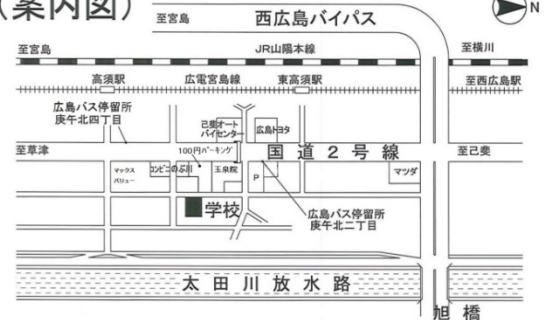 (案内図)
N
至宮島
西広島バイパス
至宮島
JR山陽本線
至横川
高須駅
広電宮島線
東高須駅
至西広島駅
広島バス停留所
庚午北四丁目
己斐オート
バイセンター
広島トヨタ
至草津
100円パーキング
国道2号線
至己斐
マックス
バリュー
コンビニ
のぶ川
玉泉院
P
マツダ
学校
広島バス停留所
庚午北二丁目
太田川放水路
旭橋